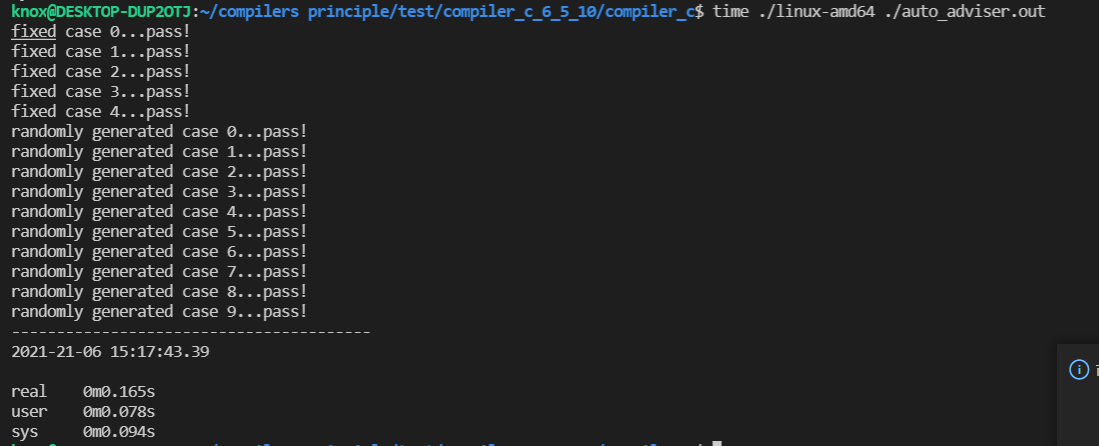 knox@DESKTOP-DUP2OTJ:~/compilers principle/test/compiler_c_6_5_10/compiler_c$ time ./linux-amd64 ./auto_adviser.out
fixed case 0...pass!
fixed case 1...pass!
fixed case 2...pass!
fixed case 3...pass!
fixed case 4...pass!
randomly generated case 0...pass!
randomly generated case 1...pass!
randomly generated case 2...pass!
randomly generated case 3...pass!
randomly generated case 4...pass!
randomly generated case 5...pass!
randomly generated case 6...pass!
randomly generated case 7...pass!
randomly generated case 8...pass!
randomly generated case 9...pass!
----------------------------------------
2021-21-06 15:17:43.39
real 0m0.165s
user 0m0.078s
sys 0m0.094s